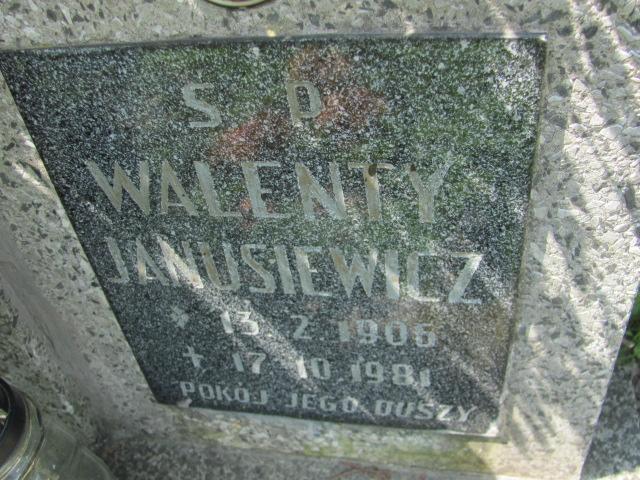 S P
WALENTY
JANUSIEWICZ
* 13 2 1906
† 17 10 1981
POKÓJ JEGO DUSZY